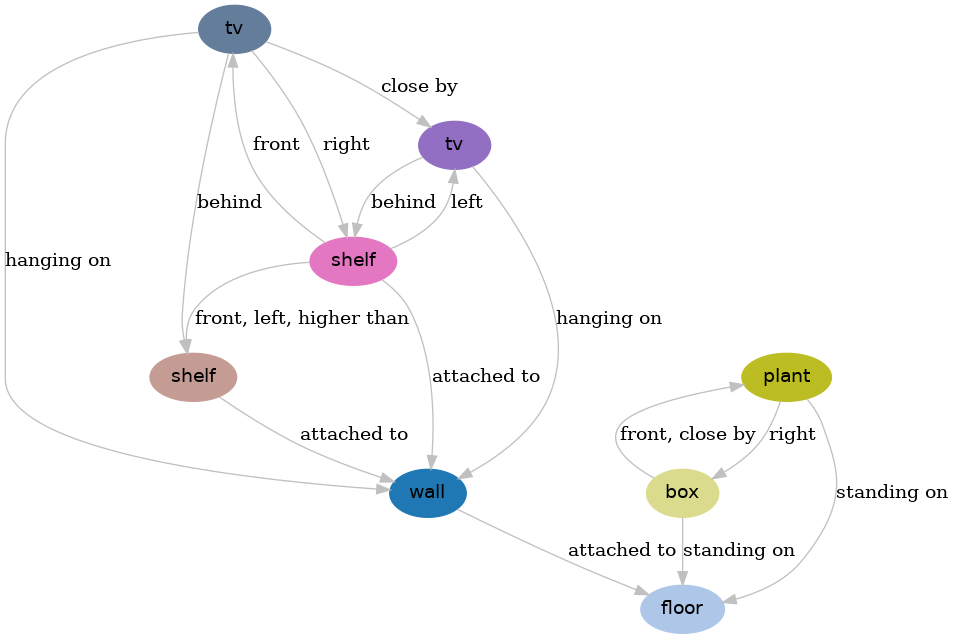 tv
close by
front
right
tv
behind
behind
left
hanging on
shelf
front, left, higher than
hanging on
shelf
attached to
plant
attached to
front, close by
right
wall
box
standing on
attached to
standing on
floor